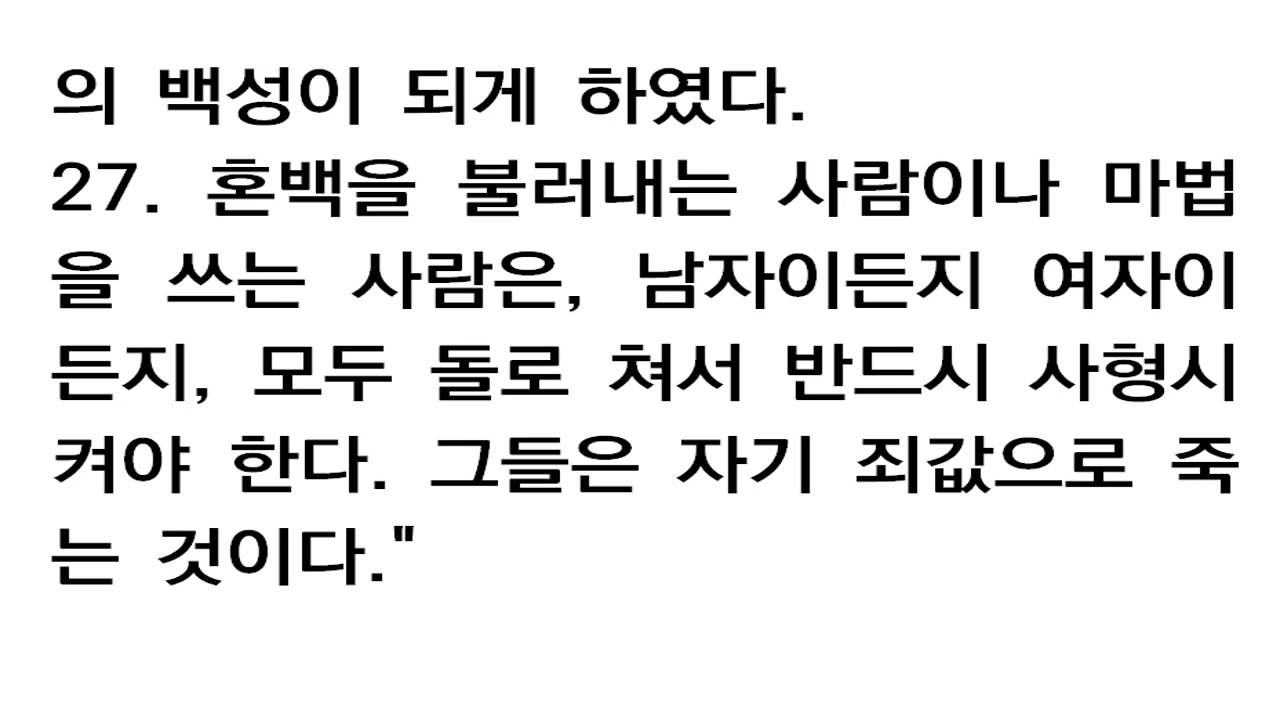 의 백성이 되게 하였다.
27. 혼백을 불러내는 사람이나 마법
을 쓰는 사람은, 남자이든지 여자이
든지, 모두 돌로 쳐서 반드시 사형시
켜야 한다. 그들은 자기 죄값으로 죽
는 것이다."